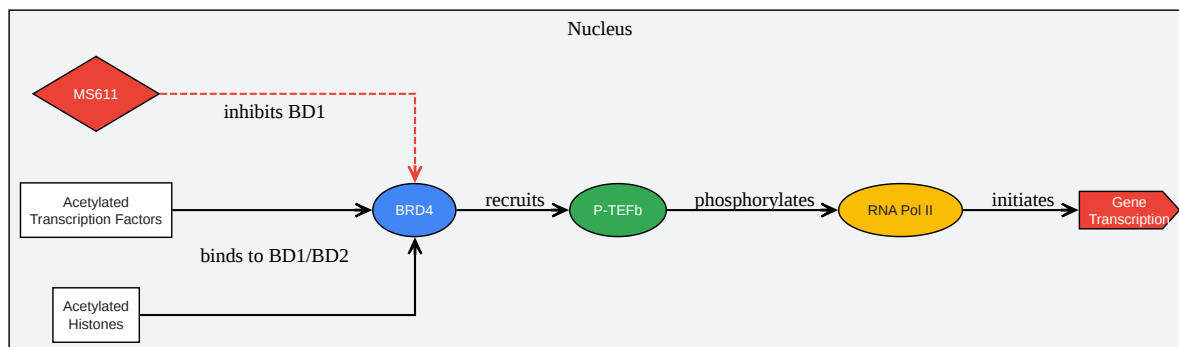 Nucleus
MS611
inhibits BD1
Acetylated
Transcription Factors
BRD4
recruits
P-TEFb
phosphorylates
RNA Pol II
initiates
Gene
Transcription
binds to BD1/BD2
Acetylated
Histones